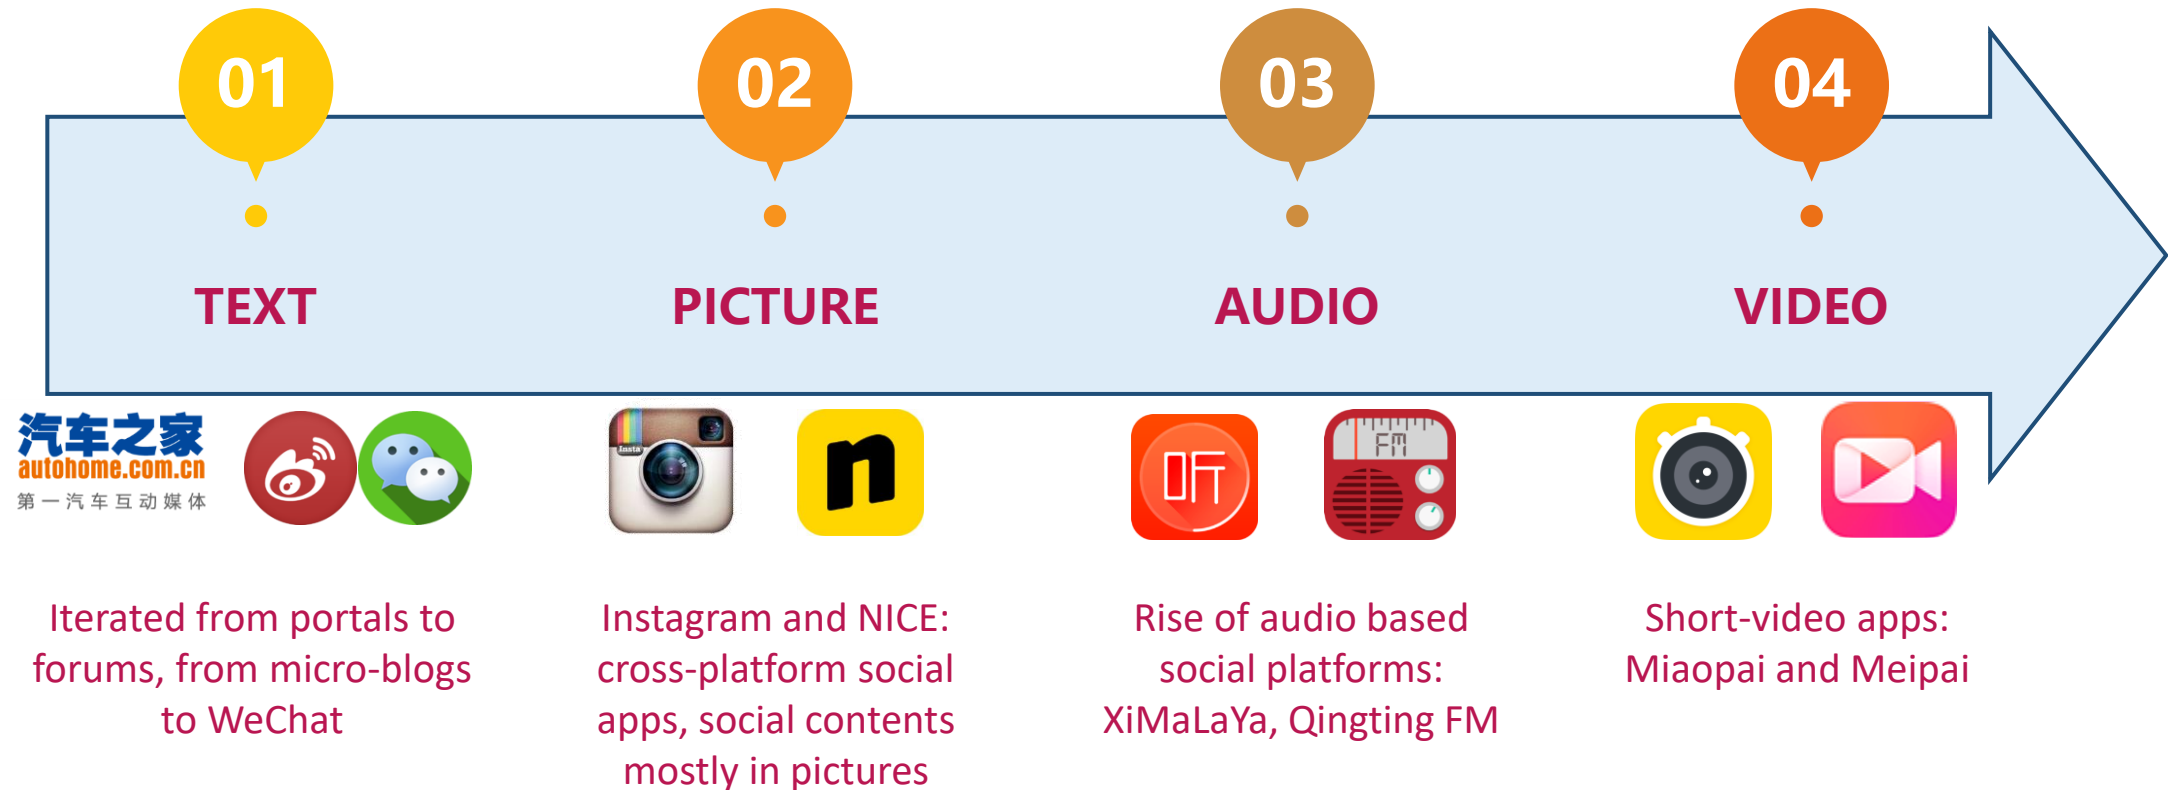 01
02
03
04
TEXT
PICTURE
AUDIO
VIDEO
汽车之家
autohome.com.cn
第一汽车互动媒体
Insta
n
听
FM
Iterated from portals to
forums, from micro-blogs
to WeChat
Instagram and NICE:
cross-platform social
apps, social contents
mostly in pictures
Rise of audio based
social platforms:
XiMaLaYa, Qingting FM
Short-video apps:
Miaopai and Meipai